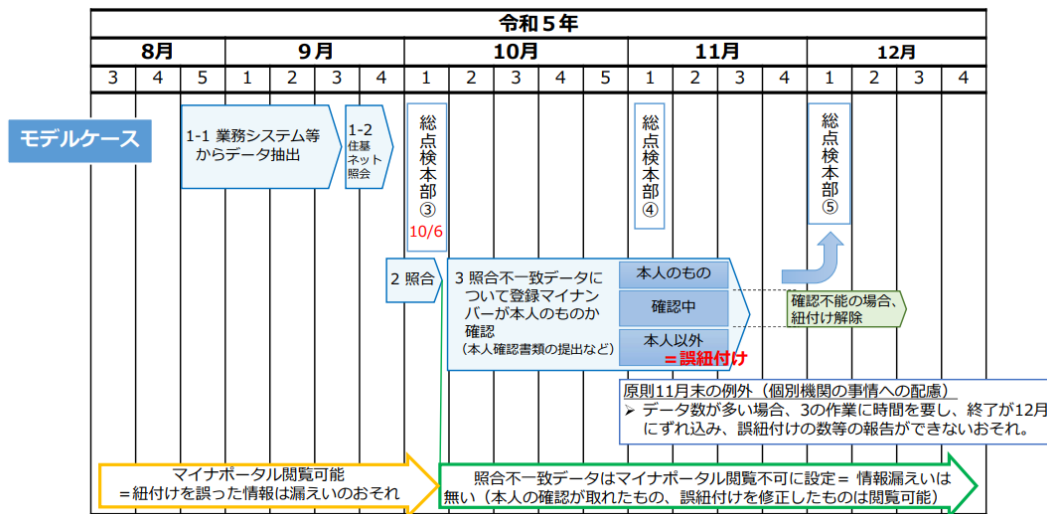 令和５年
8月 ９月 10月 11月 12月
3 4 5 1 2 3 4 1 2 3 4 5 1 2 3 4 1 2 3 4
モデルケース
1-1 業務システム等
からデータ抽出
1-2
住基
ネット
照会
総点検本部③
10/6
総点検本部④
総点検本部⑤
2 照合
3 照合不一致データに
ついて登録マイナン
バーが本人のものか
確認
（本人確認書類の提出など）
本人のもの
確認中
本人以外
＝誤紐付け
確認不能の場合、
紐付け解除
原則11月末の例外（個別機関の事情への配慮）
➢ データ数が多い場合、3の作業に時間を要し、終了が12月
にずれ込み、誤紐付けの数等の報告ができないおそれ。
マイナポータル閲覧可能
＝紐付けを誤った情報は漏えいのおそれ
照合不一致データはマイナポータル閲覧不可に設定＝ 情報漏えいは
無い（本人の確認が取れたもの、誤紐付けを修正したものは閲覧可能）